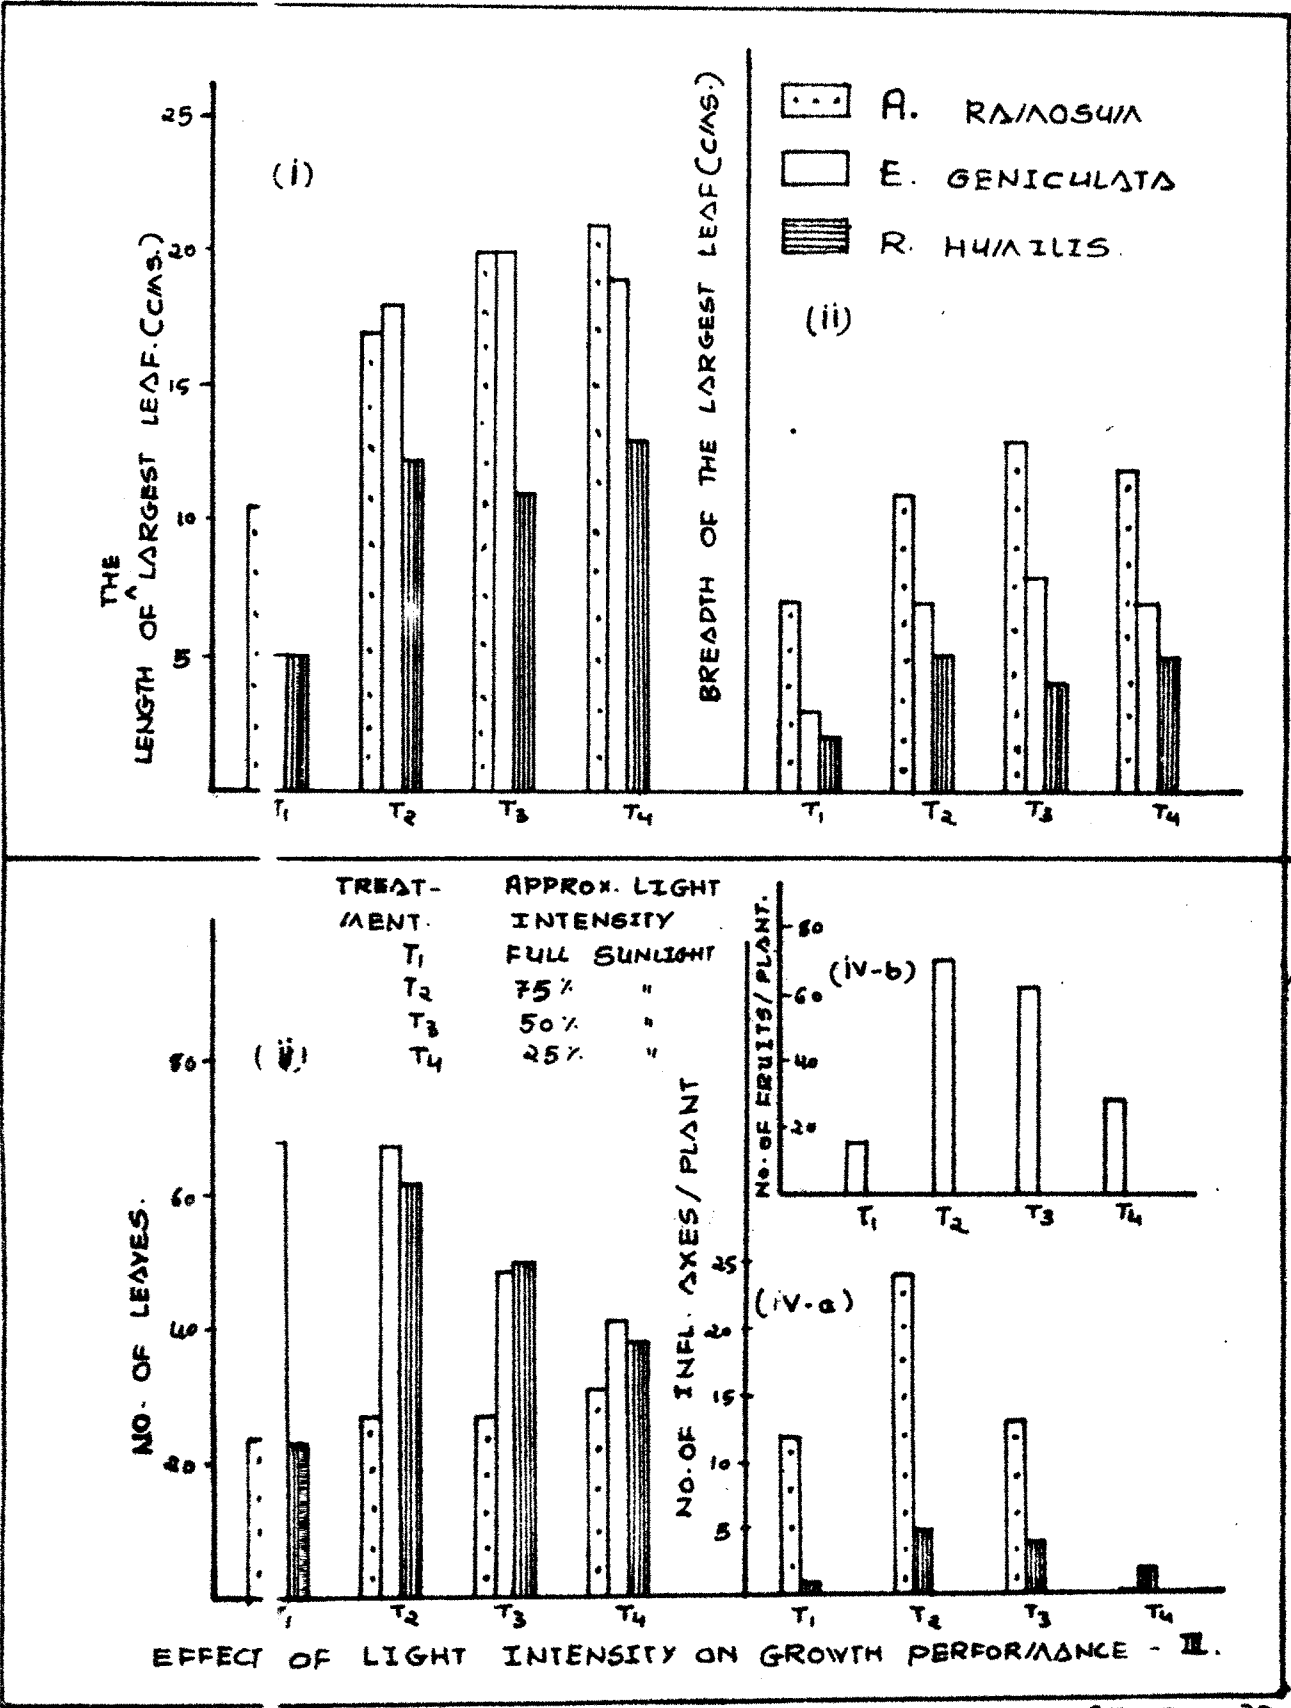 (i)
LENGTH OF THE LARGEST LEAF. (CMS.)
25
20
15
10
5
T1 T2 T3 T4
A. RAMOSUM
E. GENICULATA
R. HUMILIS.
(ii)
BREADTH OF THE LARGEST LEAF (CMS.)
T1 T2 T3 T4
TREAT- APPROX. LIGHT
MENT. INTENSITY
T1 FULL SUNLIGHT
T2 75% "
T3 50% "
T4 25% "
NO. OF LEAVES.
80
60
40
20
T1 T2 T3 T4
(iv-b)
NO. OF FRUITS/PLANT.
80
60
40
20
T1 T2 T3 T4
(iv-a)
NO. OF INFL. AXES/PLANT
25
20
15
10
5
T1 T2 T3 T4
EFFECT OF LIGHT INTENSITY ON GROWTH PERFORMANCE - III.